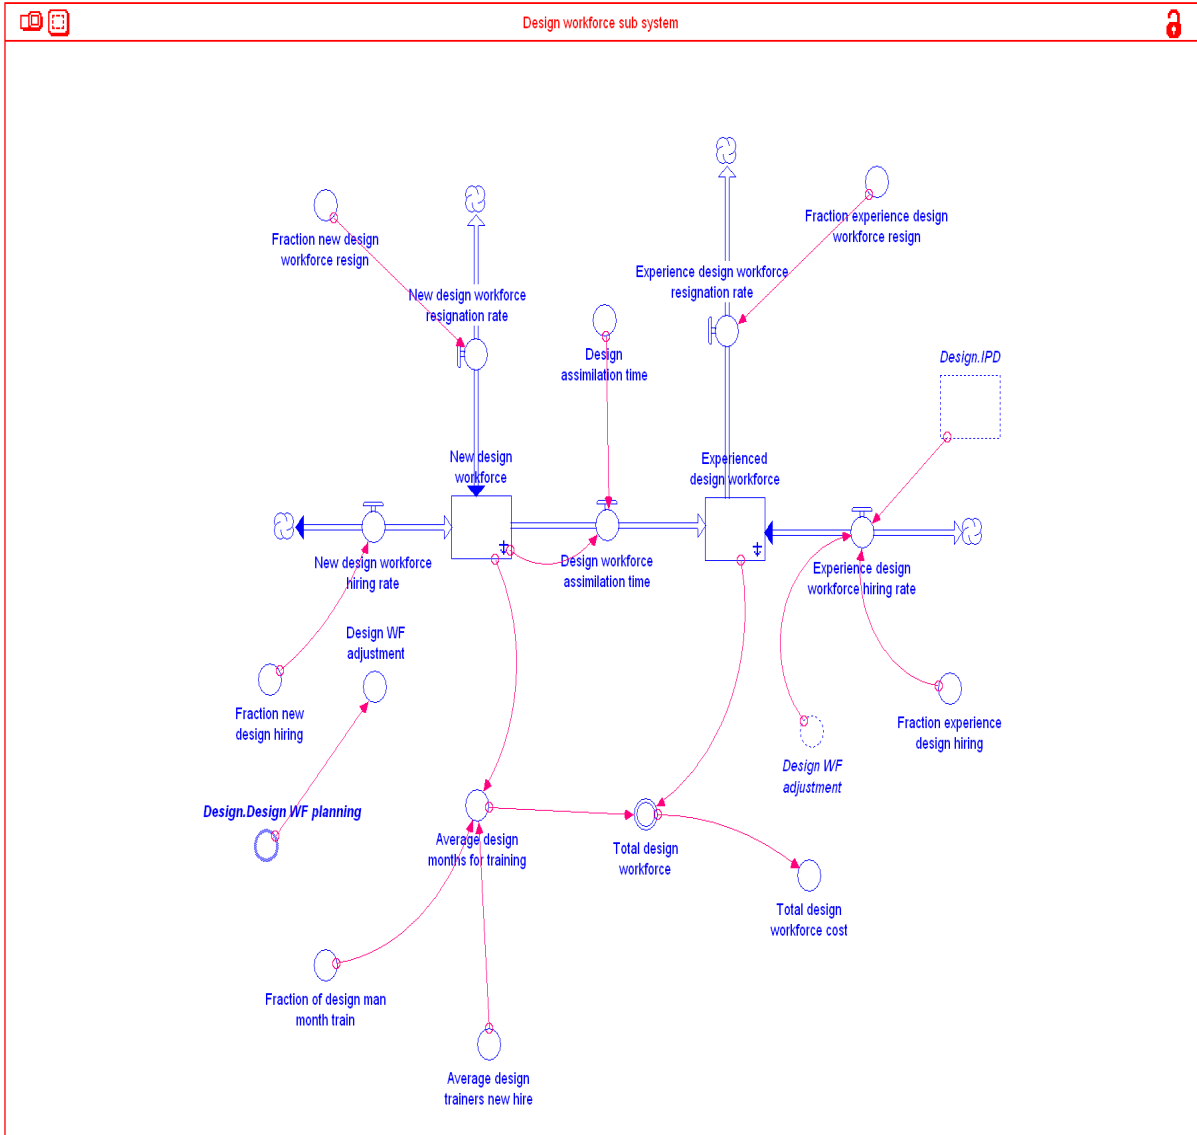 Design workforce sub system
Fraction new design
workforce resign
Fraction experience design
workforce resign
New design workforce
resignation rate
Experience design workforce
resignation rate
Design
assimilation time
Design.IPD
New design
workforce
Experienced
design workforce
New design workforce
hiring rate
Design workforce
assimilation time
Experience design
workforce hiring rate
Design WF
adjustment
Fraction new
design hiring
Fraction experience
design hiring
Design WF
adjustment
Design.Design WF planning
Average design
months for training
Total design
workforce
Total design
workforce cost
Fraction of design man
month train
Average design
trainers new hire